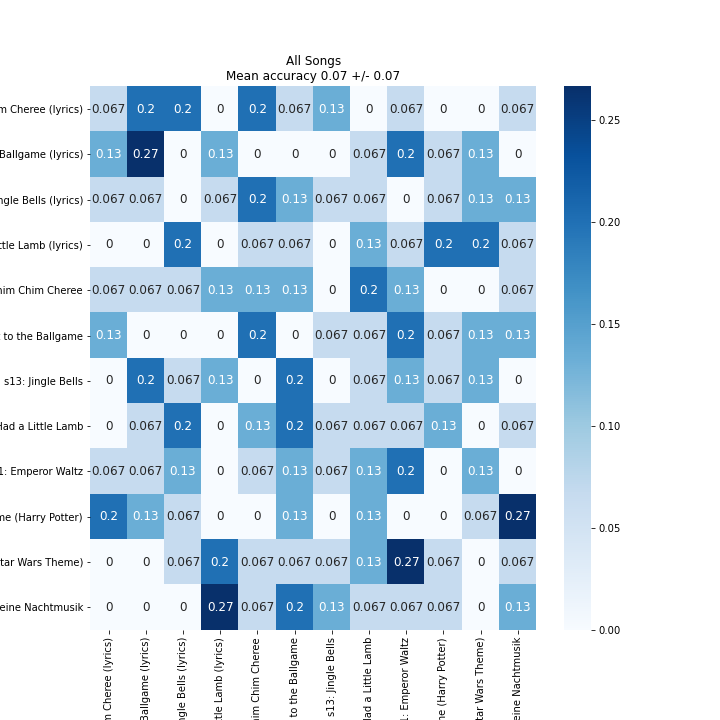 All Songs
Mean accuracy 0.07 +/- 0.07
m Cheree (lyrics) 0.067 0.2 0.2 0 0.2 0.067 0.13 0 0.067 0 0 0.067
Ballgame (lyrics) 0.13 0.27 0 0.13 0 0 0 0.067 0.2 0.067 0.13 0
ngle Bells (lyrics) 0.067 0.067 0 0.067 0.2 0.13 0.067 0.067 0 0.067 0.13 0.13
ttle Lamb (lyrics) 0 0 0.2 0 0.067 0.067 0 0.13 0.067 0.2 0.2 0.067
him Chim Cheree 0.067 0.067 0.067 0.13 0.13 0.13 0 0.2 0.13 0 0 0.067
t to the Ballgame 0.13 0 0 0 0.2 0 0.067 0.067 0.2 0.067 0.13 0.13
s13: Jingle Bells 0 0.2 0.067 0.13 0 0.2 0 0.067 0.13 0.067 0.13 0
Had a Little Lamb 0 0.067 0.2 0 0.13 0.2 0.067 0.067 0.067 0.13 0 0.067
1: Emperor Waltz 0.067 0.067 0.13 0 0.067 0.13 0.067 0.13 0.2 0 0.13 0
me (Harry Potter) 0.2 0.13 0.067 0 0 0.13 0 0.13 0 0 0.067 0.27
tar Wars Theme) 0 0 0.067 0.2 0.067 0.067 0.067 0.13 0.27 0.067 0 0.067
eine Nachtmusik 0 0 0 0.27 0.067 0.2 0.13 0.067 0.067 0.067 0 0.13
m Cheree (lyrics)
Ballgame (lyrics)
ngle Bells (lyrics)
ttle Lamb (lyrics)
him Chim Cheree
to the Ballgame
s13: Jingle Bells
Had a Little Lamb
1: Emperor Waltz
me (Harry Potter)
tar Wars Theme)
eine Nachtmusik
0.25
0.20
0.15
0.10
0.05
0.00